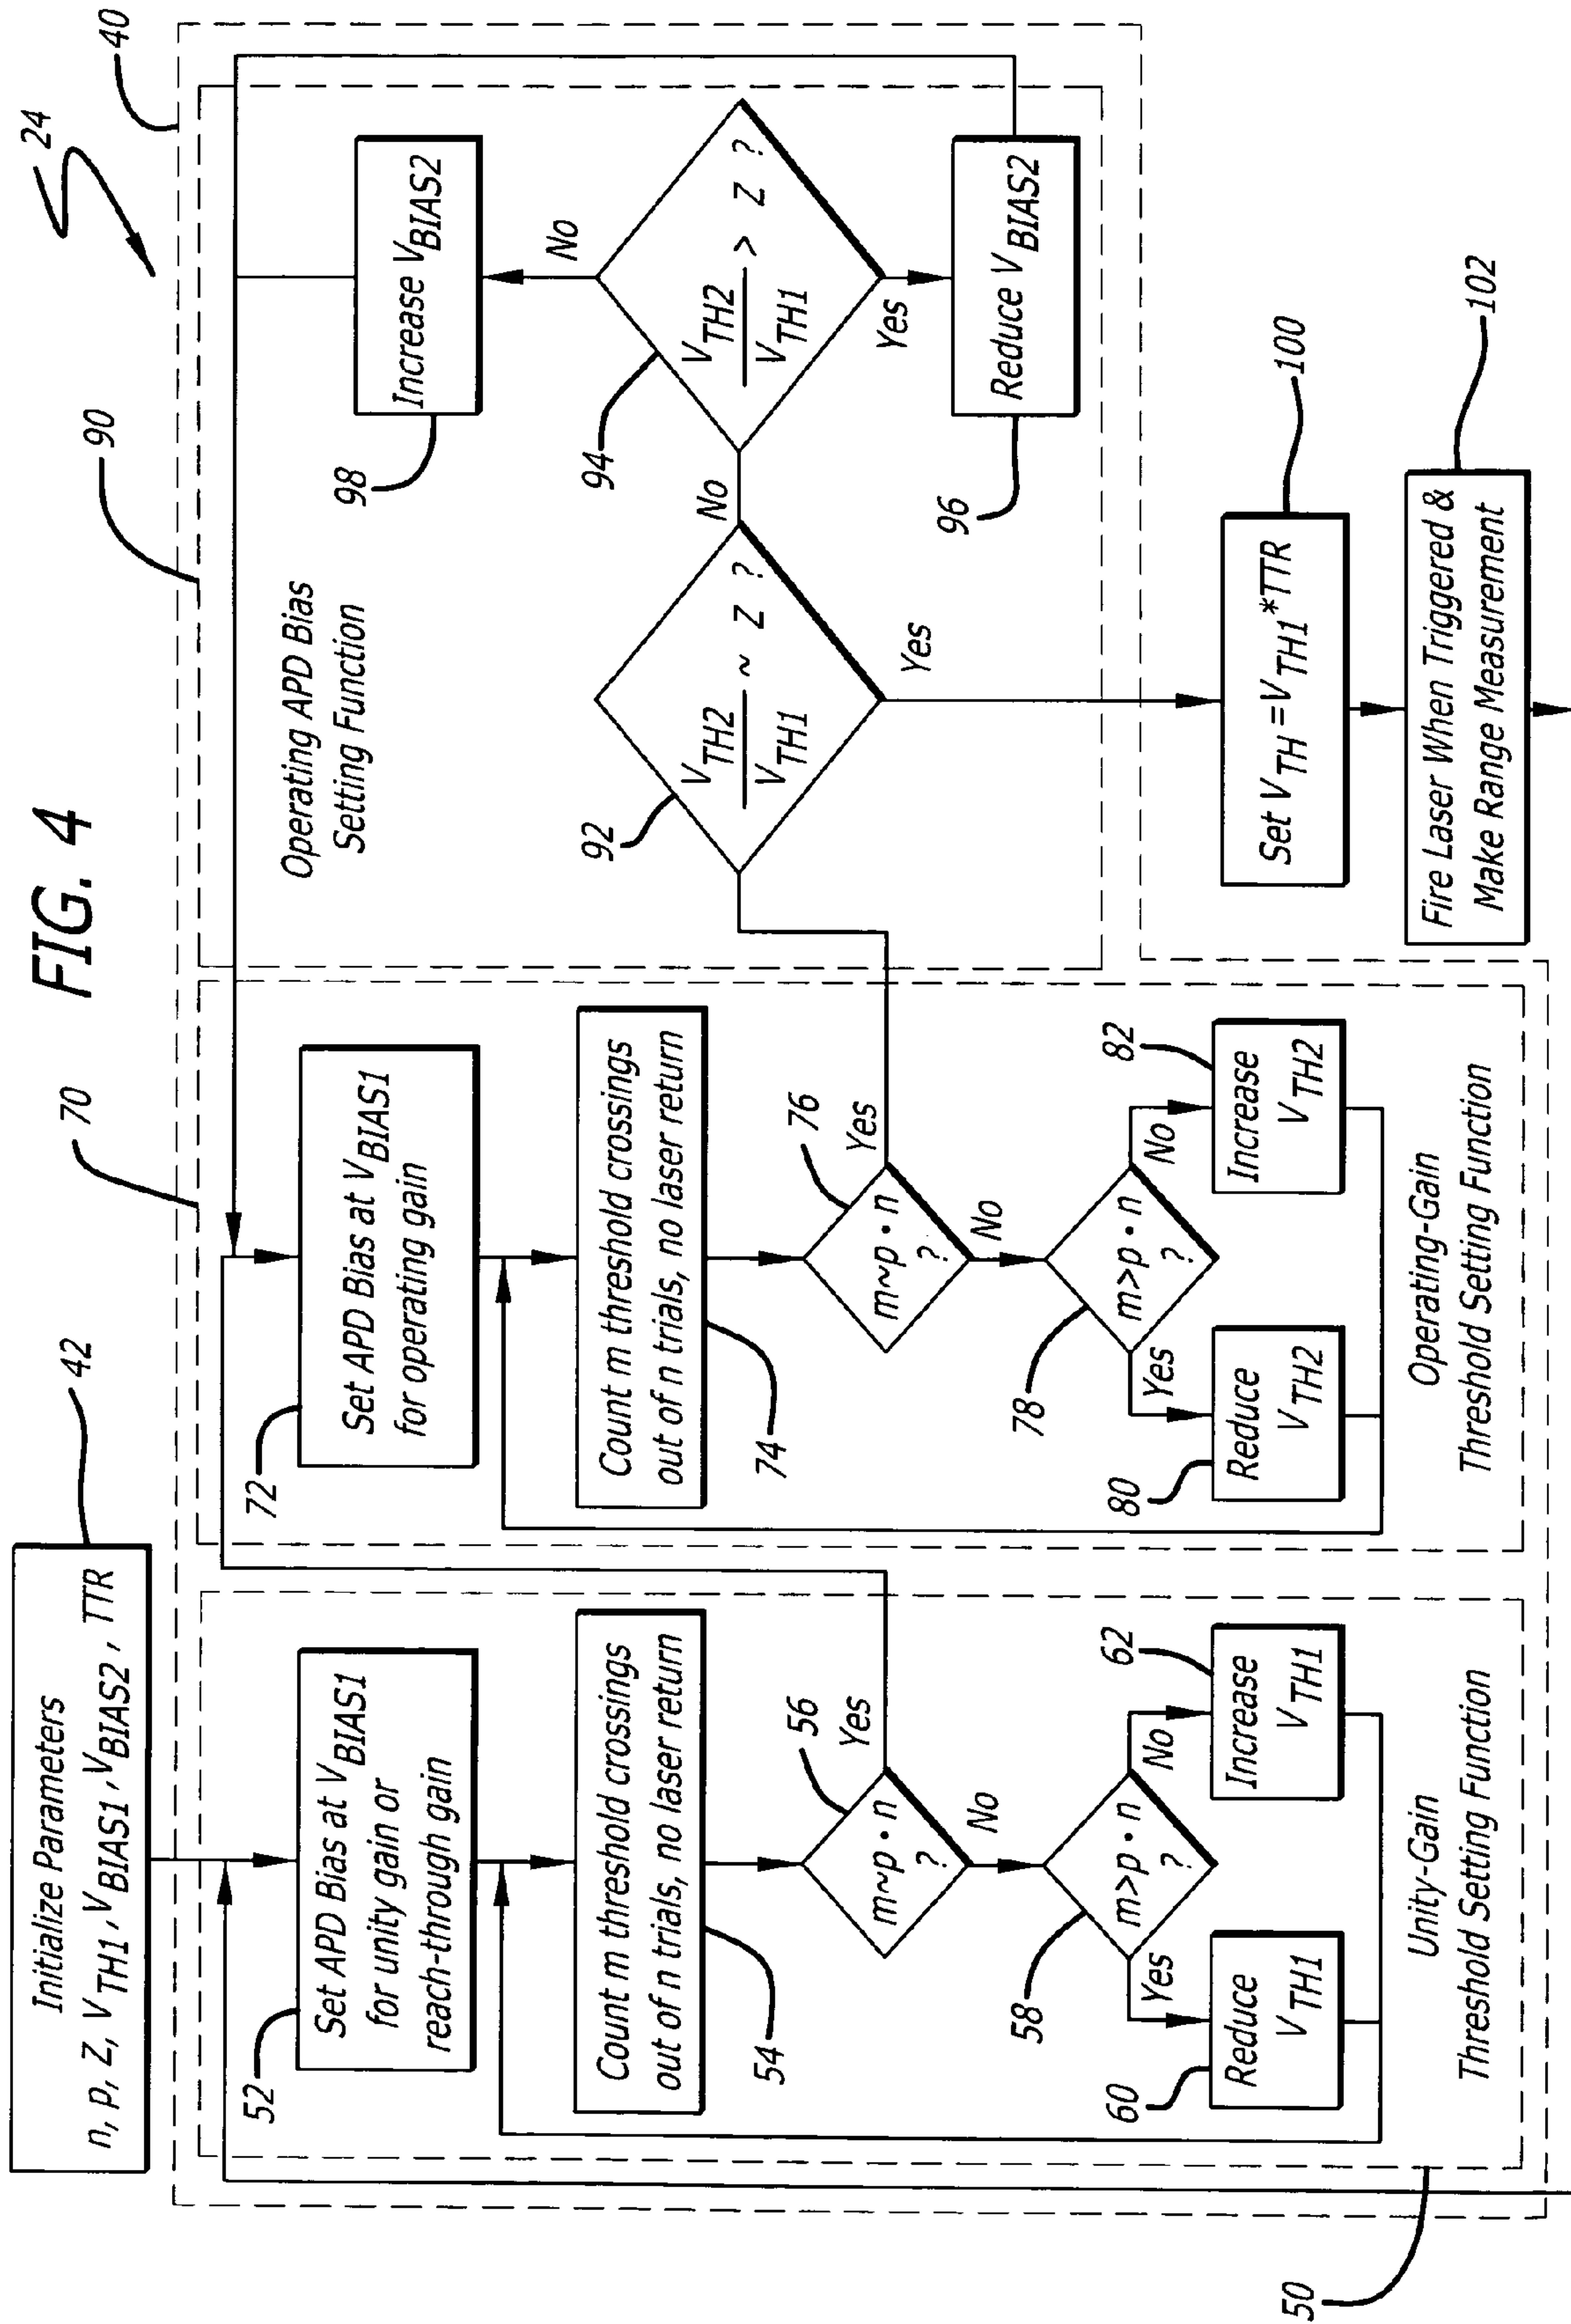 FIG. 4
24
40
42
Initialize Parameters
n, p, Z, VTH1, VBIAS1, VBIAS2, TTR
50
52
Set APD Bias at VBIAS1
for unity gain or
reach-through gain
54
Count m threshold crossings
out of n trials, no laser return
56
m~p • n
?
Yes
No
58
m>p • n
?
Yes
No
60
Reduce
VTH1
62
Increase
VTH1
Unity-Gain
Threshold Setting Function
70
72
Set APD Bias at VBIAS1
for operating gain
74
Count m threshold crossings
out of n trials, no laser return
76
m~p • n
?
Yes
No
78
m>p • n
?
Yes
No
80
Reduce
VTH2
82
Increase
VTH2
Operating-Gain
Threshold Setting Function
90
Operating APD Bias
Setting Function
92
VTH2
~ Z ?
VTH1
No
Yes
94
VTH2
> Z ?
VTH1
No
Yes
98
Increase VBIAS2
96
Reduce VBIAS2
100
Set VTH=VTH1*TTR
102
Fire Laser When Triggered &
Make Range Measurement